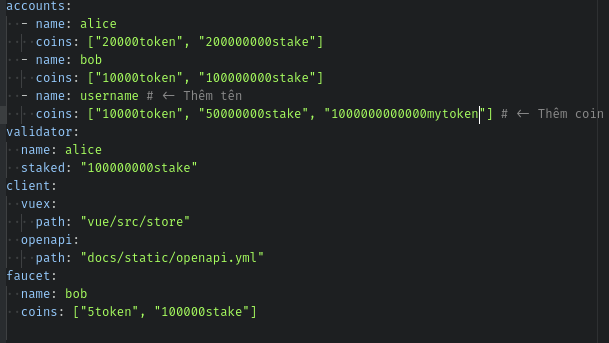 accounts:
  - name: alice
    coins: ["20000token", "200000000stake"]
  - name: bob
    coins: ["10000token", "100000000stake"]
  - name: username # <- Thêm tên
    coins: ["10000token", "50000000stake", "1000000000000mytoken"] # <- Thêm coin
validator:
  name: alice
  staked: "100000000stake"
client:
  vuex:
    path: "vue/src/store"
  openapi:
    path: "docs/static/openapi.yml"
faucet:
  name: bob
  coins: ["5token", "100000stake"]